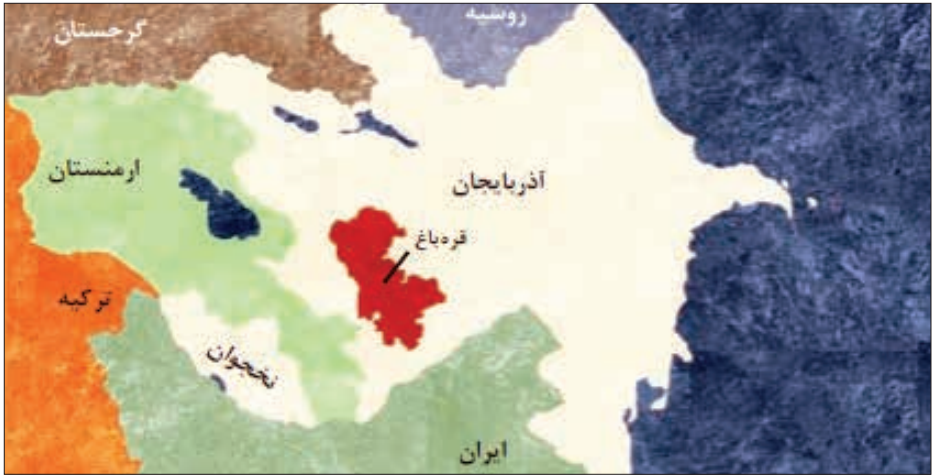 روسیه
گرجستان
ارمنستان
آذربایجان
قره‌باغ
ترکیه
نخجوان
ایران